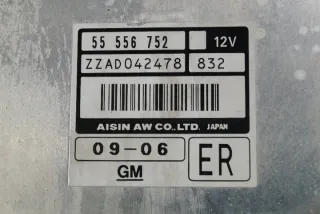 55 556 752 12V
ZZAD042478 832
AISIN AW CO.,LTD. JAPAN
09-06 ER
GM